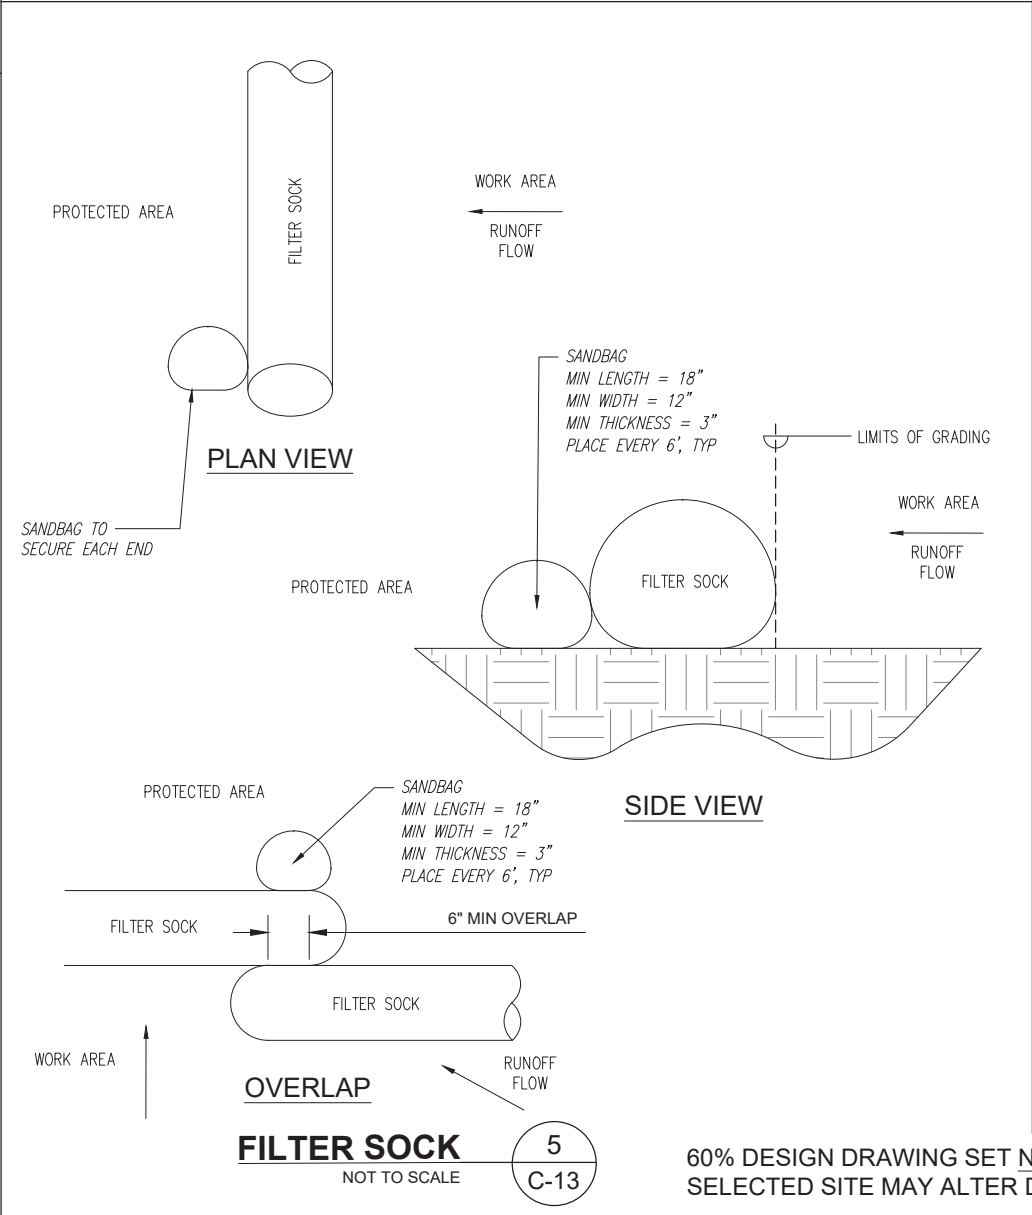 PROTECTED AREA
FILTER SOCK
WORK AREA
RUNOFF
FLOW
PLAN VIEW
SANDBAG TO
SECURE EACH END
SANDBAG
MIN LENGTH = 18"
MIN WIDTH = 12"
MIN THICKNESS = 3"
PLACE EVERY 6', TYP
LIMITS OF GRADING
WORK AREA
RUNOFF
FLOW
PROTECTED AREA
FILTER SOCK
SIDE VIEW
PROTECTED AREA
SANDBAG
MIN LENGTH = 18"
MIN WIDTH = 12"
MIN THICKNESS = 3"
PLACE EVERY 6', TYP
FILTER SOCK
6" MIN OVERLAP
FILTER SOCK
WORK AREA
RUNOFF
FLOW
OVERLAP
FILTER SOCK
NOT TO SCALE
5
C-13
60% DESIGN DRAWING SET
SELECTED SITE MAY ALTER